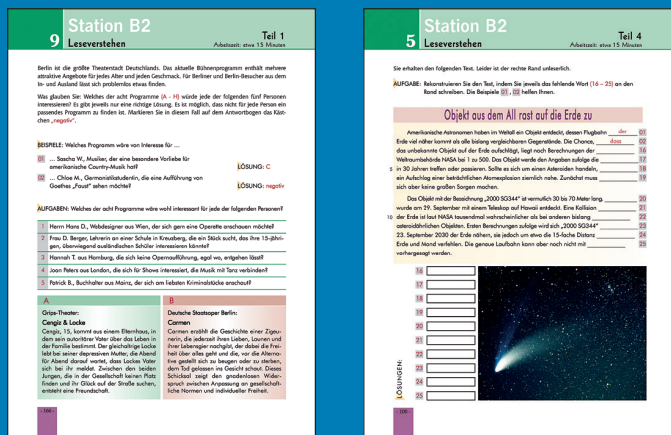 9 Station B2
Leseverstehen
Teil 1
Arbeitszeit: etwa 15 Minuten
Berlin ist die größte Theaterstadt Deutschlands. Das aktuelle Bühnenprogramm enthält mehrere
attraktive Angebote für jedes Alter und jeden Geschmack. Für Berliner und Berlin-Besucher aus dem
In- und Ausland lässt sich problemlos etwas finden.
Was glauben Sie: Welches der acht Programme (A - H) würde jede der folgenden fünf Personen
interessieren? Es gibt jeweils nur eine richtige Lösung. Es ist möglich, dass nicht für jede Person ein
passendes Programm zu finden ist. Markieren Sie in diesem Fall auf dem Antwortbogen das Käst-
chen „negativ".
BEISPIELE: Welches Programm wäre von Interesse für ...
01 ... Sascha W., Musiker, der eine besondere Vorliebe für
amerikanische Country-Musik hat?
LÖSUNG: C
02 ... Chloe M., Germanistikstudentin, die eine Aufführung von
Goethes „Faust" sehen möchte?
LÖSUNG: negativ
AUFGABEN: Welches der acht Programme wäre wohl interessant für jede der folgenden Personen?
1 Herrn Hans D., Webdesigner aus Wien, der sich gern eine Operette anschauen möchte?
2 Frau D. Berger, Lehrerin an einer Schule in Kreuzberg, die ein Stück sucht, das ihre 15-jähri-
gen, überwiegend ausländischen Schüler interessieren könnte?
3 Hannah T. aus Homburg, die sich keine Opernaufführung, egal wo, entgehen lässt?
4 Joan Peters aus London, die sich für Shows interessiert, die Musik mit Tanz verbinden?
5 Patrick B., Buchhalter aus Mainz, der sich am liebsten Kriminalstücke anschaut?
A
Grips-Theater:
Cengiz & Locke
Cengiz, 15, kommt aus einem Elternhaus, in
dem sein autoritärer Vater über das Leben in
der Familie bestimmt. Der gleichaltrige Locke
lebt bei seiner depressiven Mutter, die Abend
für Abend darauf wartet, dass Lockes Vater
sich bei ihr meldet. Zwischen den beiden
Jungen, die in der Gesellschaft keinen Platz
finden und ihr Glück auf der Straße suchen,
entsteht eine Freundschaft.
B
Deutsche Staatsoper Berlin:
Carmen
Carmen erzählt die Geschichte einer Zigeu-
nerin, die jederzeit ihren Lieben, Launen und
ihrer Lebensgier nachgibt, der dabei die Frei-
heit über alles geht und die, vor die Alterna-
tive gestellt sich zu beugen oder zu sterben,
dem Tod gelassen ins Gesicht schaut. Dieses
Schicksal zeigt den gnadenlosen Wider-
spruch zwischen Anpassung an gesellschaft-
liche Normen und individueller Freiheit.
- 166 -
5 Station B2
Leseverstehen
Teil 4
Arbeitszeit: etwa 15 Minuten
Sie erhalten den folgenden Text. Leider ist der rechte Rand unleserlich.
AUFGABE: Rekonstruieren Sie den Text, indem Sie jeweils das fehlende Wort (16 – 25) an den
Rand schreiben. Die Beispiele 01 , 02 helfen Ihnen.
Objekt aus dem All rast auf die Erde zu
Amerikanische Astronomen haben im Weltall ein Objekt entdeckt, dessen Flugbahn der 01
Erde viel näher kommt als alle bislang vergleichbaren Gegenstände. Die Chance, dass 02
das unbekannte Objekt auf der Erde aufschlägt, liegt nach Berechnungen der 16
Weltraumbehörde NASA bei 1 zu 500. Das Objekt werde den Angaben zufolge die 17
5 in 30 Jahren treffen oder passieren. Sollte es sich um einen Asteroiden handeln, 18
ein Aufschlag einer beträchtlichen Atomexplosion ziemlich nahe. Zunächst muss 19
sich aber keine großen Sorgen machen.
Das Objekt mit der Bezeichnung „2000 SG344" ist vermutlich 30 bis 70 Meter lang. 20
wurde am 29. September mit einem Teleskop auf Hawaii entdeckt. Eine Kollision 21
10 der Erde ist laut NASA tausendmal wahrscheinlicher als bei anderen bislang 22
asteroidähnlichen Objekten. Ersten Berechnungen zufolge wird sich „2000 SG344" 23
23. September 2030 der Erde nähern, sie jedoch um etwa die 15-fache Distanz 24
Erde und Mond verfehlen. Die genaue Laufbahn kann aber noch nicht mit 25
vorhergesagt werden.
LÖSUNGEN:
16
17
18
19
20
21
22
23
24
25